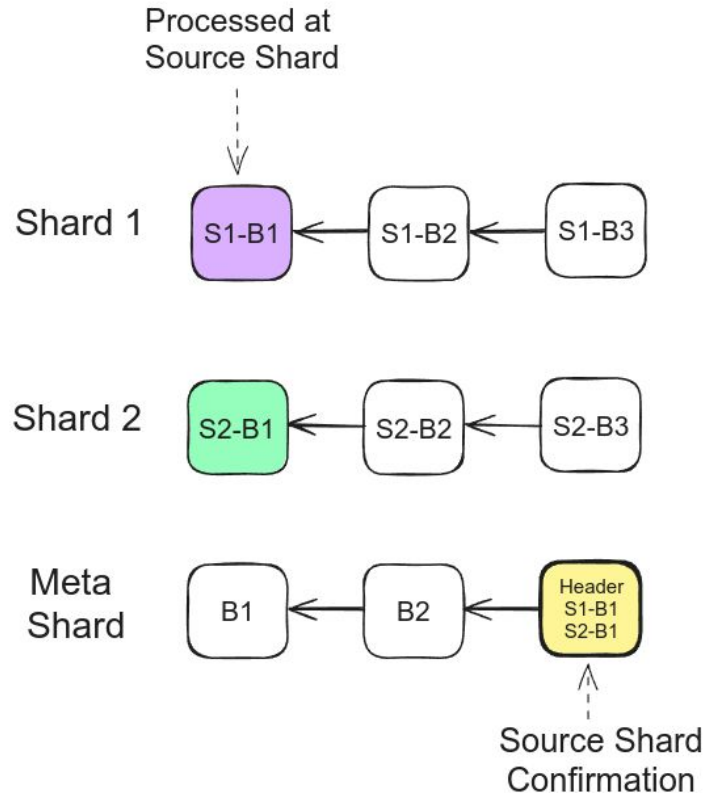 Processed at
Source Shard
Shard 1
S1-B1
S1-B2
S1-B3
Shard 2
S2-B1
S2-B2
S2-B3
Meta
Shard
B1
B2
Header
S1-B1
S2-B1
Source Shard
Confirmation